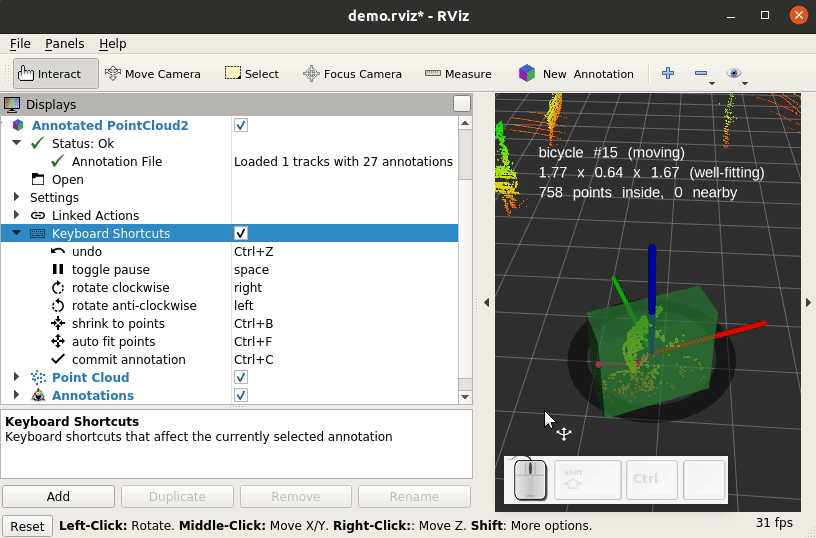 demo.rviz* - RViz
File Panels Help
Interact Move Camera Select Focus Camera Measure New Annotation
Displays
Annotated PointCloud2
Status: Ok
Annotation File Loaded 1 tracks with 27 annotations
Open
Settings
Linked Actions
Keyboard Shortcuts
undo Ctrl+Z
toggle pause space
rotate clockwise right
rotate anti-clockwise left
shrink to points Ctrl+B
auto fit points Ctrl+F
commit annotation Ctrl+C
Point Cloud
Annotations
Keyboard Shortcuts
Keyboard shortcuts that affect the currently selected annotation
Add Duplicate Remove Rename
bicycle #15 (moving)
1.77 x 0.64 x 1.67 (well-fitting)
758 points inside, 0 nearby
Shift
Ctrl
Reset Left-Click: Rotate. Middle-Click: Move X/Y. Right-Click:: Move Z. Shift: More options. 31 fps